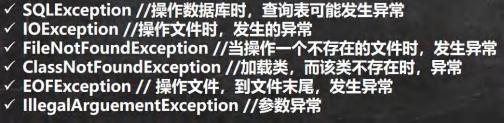 ✓ SQLException //操作数据库时，查询表可能发生异常
✓ IOException //操作文件时，发生的异常
✓ FileNotFoundException //当操作一个不存在的文件时，发生异常
✓ ClassNotFoundException //加载类，而该类不存在时，异常
✓ EOFException // 操作文件，到文件末尾，发生异常
✓ IllegalArguementException //参数异常